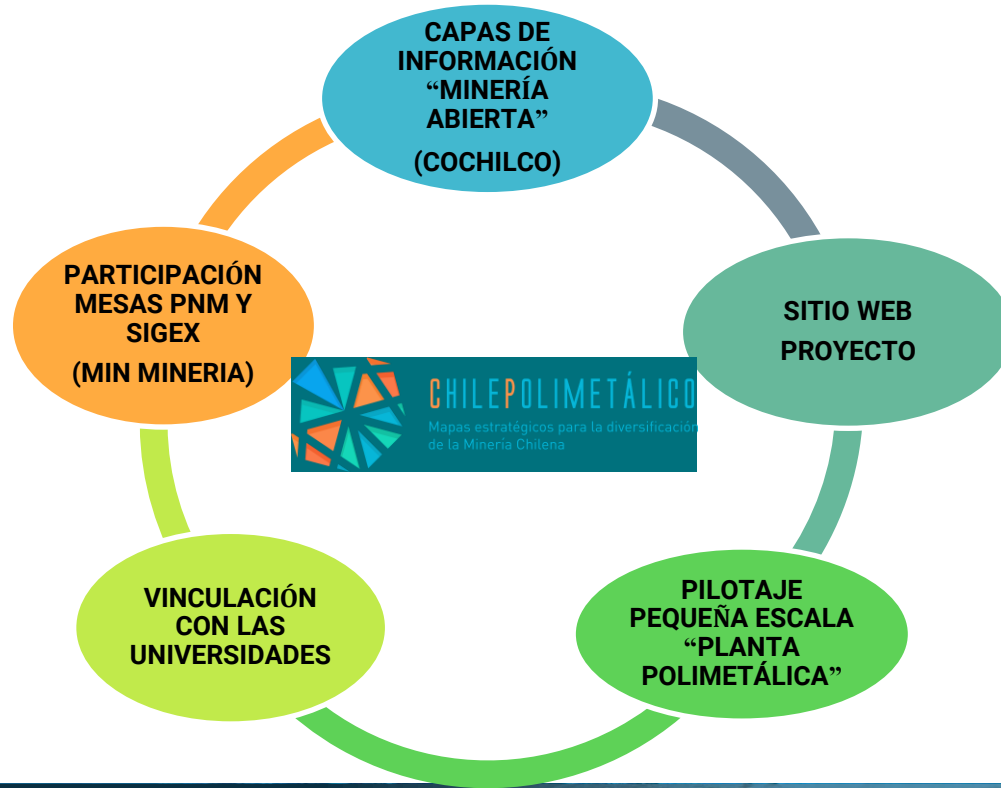 CAPAS DE
INFORMACIÓN
“MINERÍA
ABIERTA”
(COCHILCO)
SITIO WEB
PROYECTO
PILOTAJE
PEQUEÑA ESCALA
“PLANTA
POLIMETÁLICA”
VINCULACIÓN
CON LAS
UNIVERSIDADES
PARTICIPACIÓN
MESAS PNM Y
SIGEX
(MIN MINERIA)
CHILEPOLIMETÁLICO
Mapas estratégicos para la diversificación
de la Minería Chilena